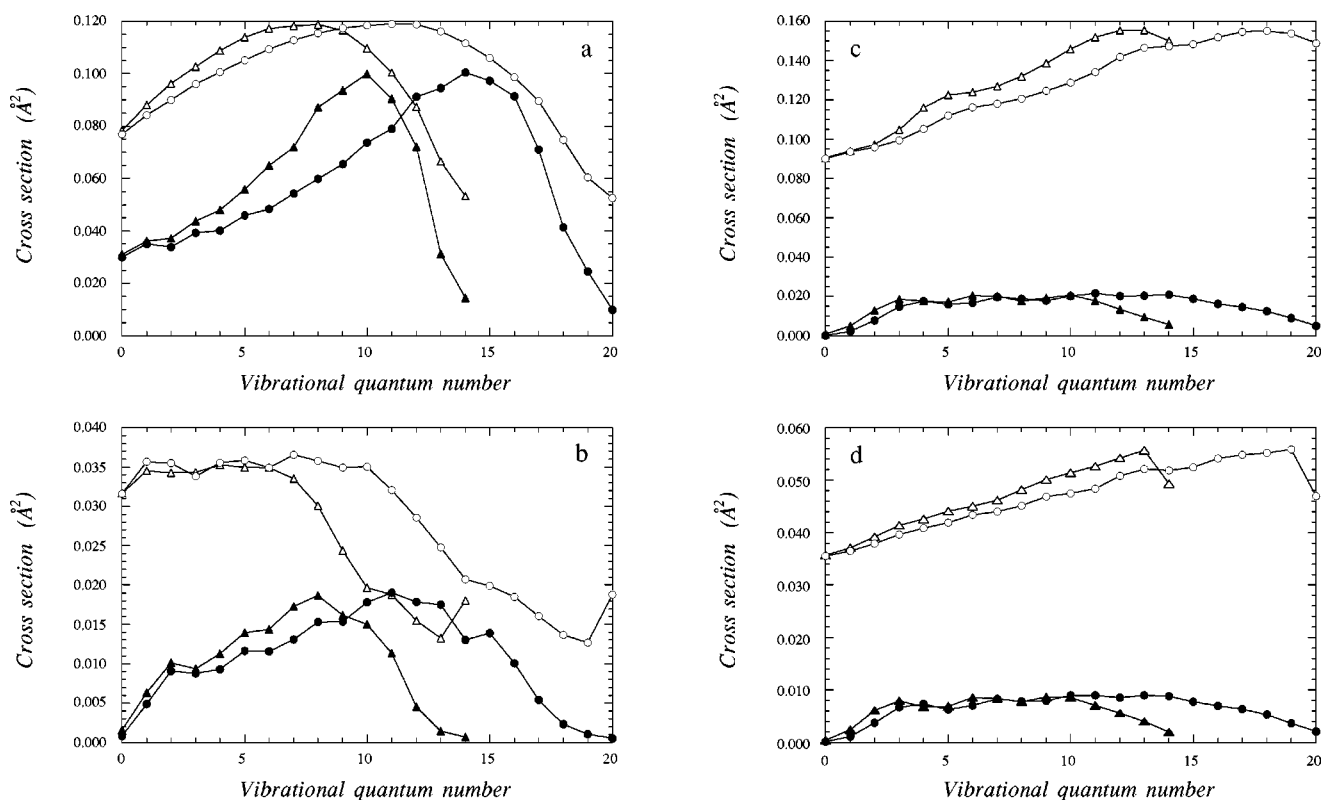 a
0.120
0.100
0.080
0.060
0.040
0.020
0.000
Cross section (Å²)
0 5 10 15 20
Vibrational quantum number
c
0.160
0.140
0.120
0.100
0.080
0.060
0.040
0.020
0.000
Cross section (Å²)
0 5 10 15 20
Vibrational quantum number
b
0.040
0.035
0.030
0.025
0.020
0.015
0.010
0.005
0.000
Cross section (Å²)
0 5 10 15 20
Vibrational quantum number
d
0.060
0.050
0.040
0.030
0.020
0.010
0.000
Cross section (Å²)
0 5 10 15 20
Vibrational quantum number